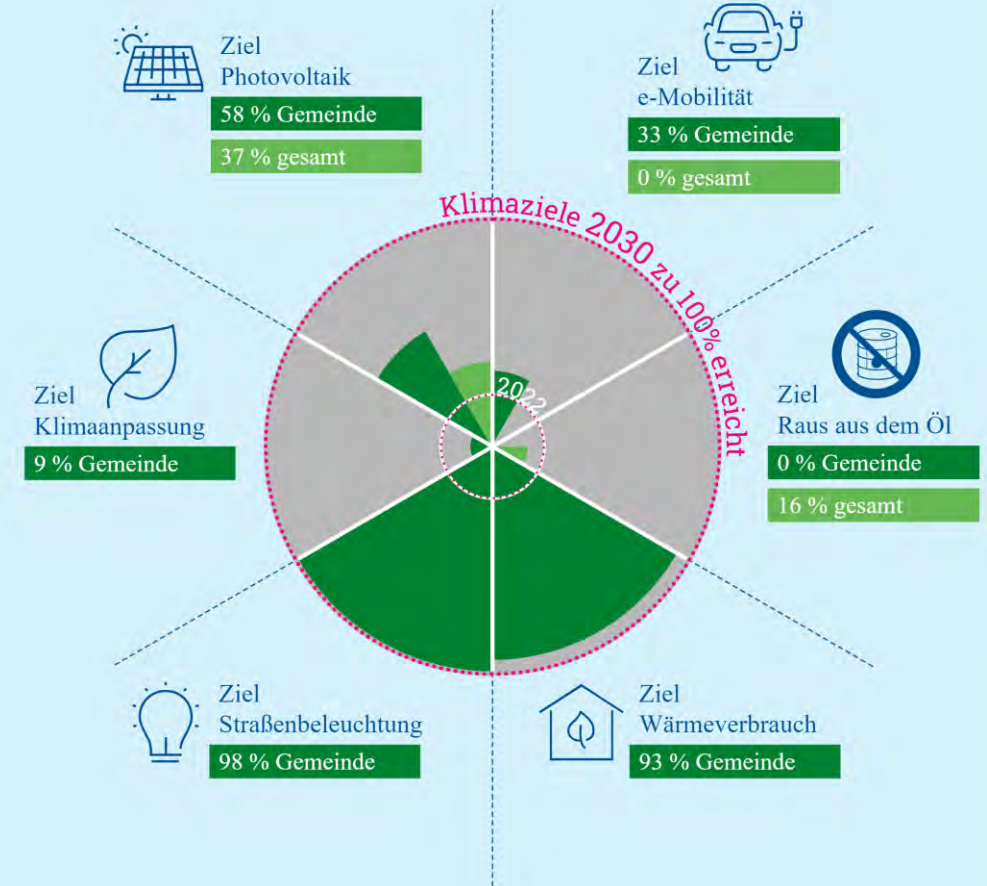 Ziel
Photovoltaik
58 % Gemeinde
37 % gesamt
Ziel
e-Mobilität
33 % Gemeinde
0 % gesamt
Klimaziele 2030 zu 100% erreicht
2022
Ziel
Klimaanpassung
9 % Gemeinde
Ziel
Raus aus dem Öl
0 % Gemeinde
16 % gesamt
Ziel
Straßenbeleuchtung
98 % Gemeinde
Ziel
Wärmeverbrauch
93 % Gemeinde